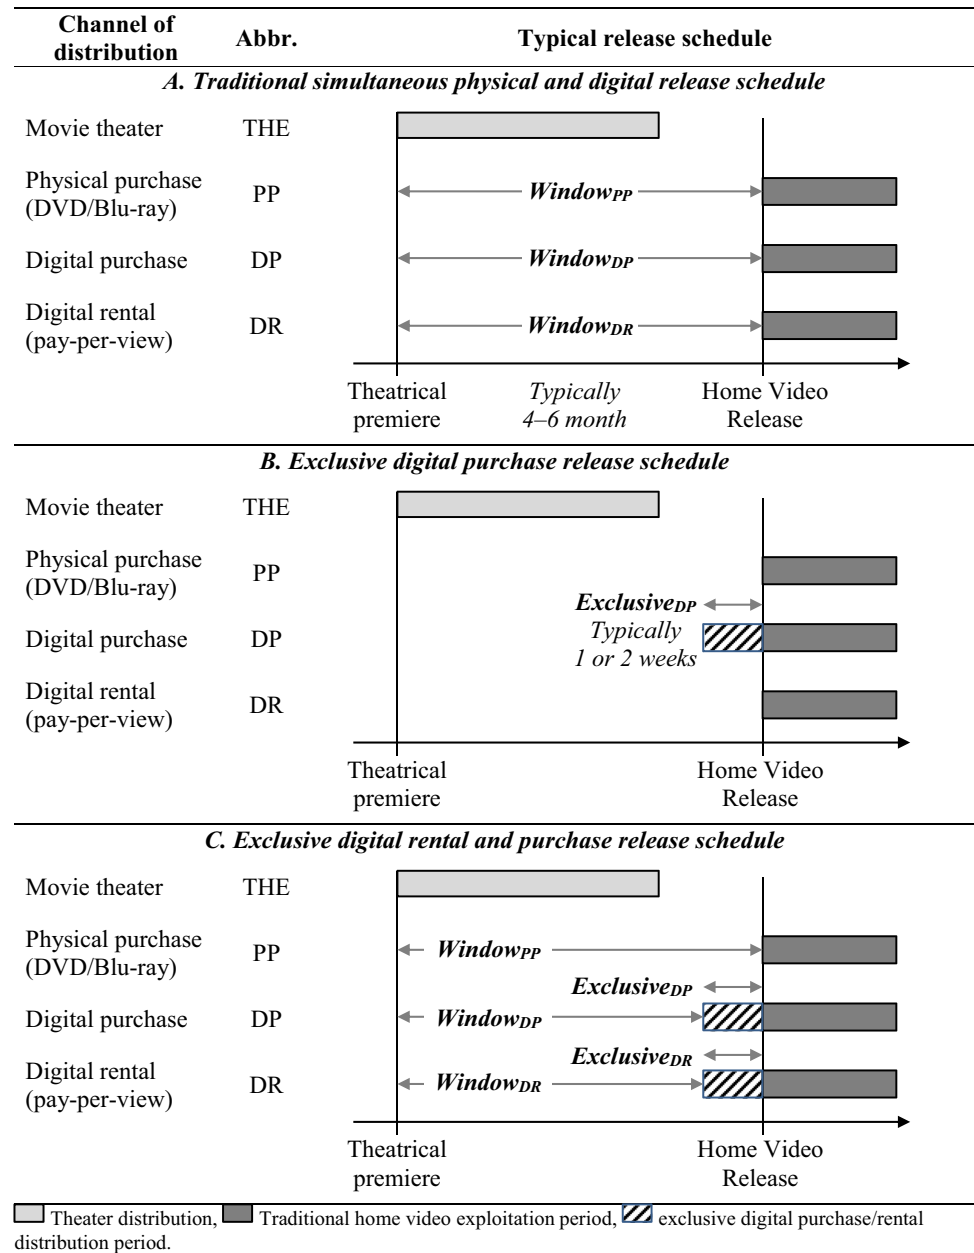 Channel of distribution Abbr. Typical release schedule
A. Traditional simultaneous physical and digital release schedule
Movie theater THE
Physical purchase (DVD/Blu-ray) PP WindowPP
Digital purchase DP WindowDP
Digital rental (pay-per-view) DR WindowDR
Theatrical premiere Typically 4–6 month Home Video Release
B. Exclusive digital purchase release schedule
Movie theater THE
Physical purchase (DVD/Blu-ray) PP
ExclusiveDP
Digital purchase DP Typically 1 or 2 weeks
Digital rental (pay-per-view) DR
Theatrical premiere Home Video Release
C. Exclusive digital rental and purchase release schedule
Movie theater THE
Physical purchase (DVD/Blu-ray) PP WindowPP
ExclusiveDP
Digital purchase DP WindowDP
ExclusiveDR
Digital rental (pay-per-view) DR WindowDR
Theatrical premiere Home Video Release
Theater distribution, Traditional home video exploitation period, exclusive digital purchase/rental
distribution period.